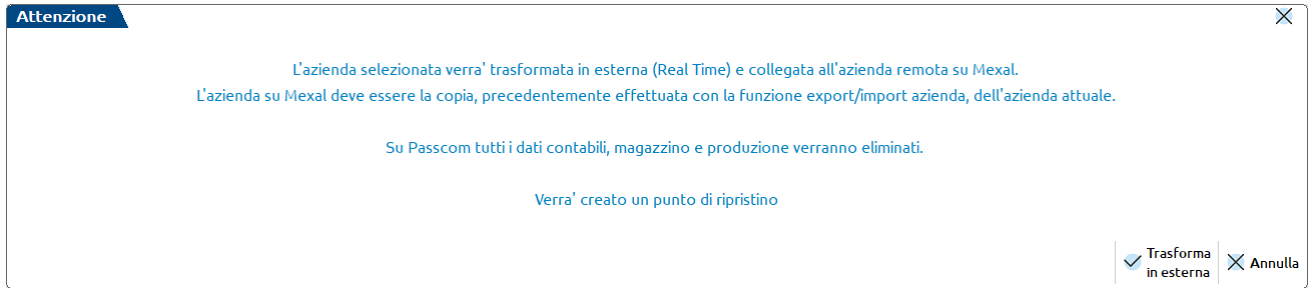 Attenzione
L'azienda selezionata verra' trasformata in esterna (Real Time) e collegata all'azienda remota su Mexal.
L'azienda su Mexal deve essere la copia, precedentemente effettuata con la funzione export/import azienda, dell'azienda attuale.
Su Passcom tutti i dati contabili, magazzino e produzione verranno eliminati.
Verra' creato un punto di ripristino
Trasforma
in esterna
Annulla